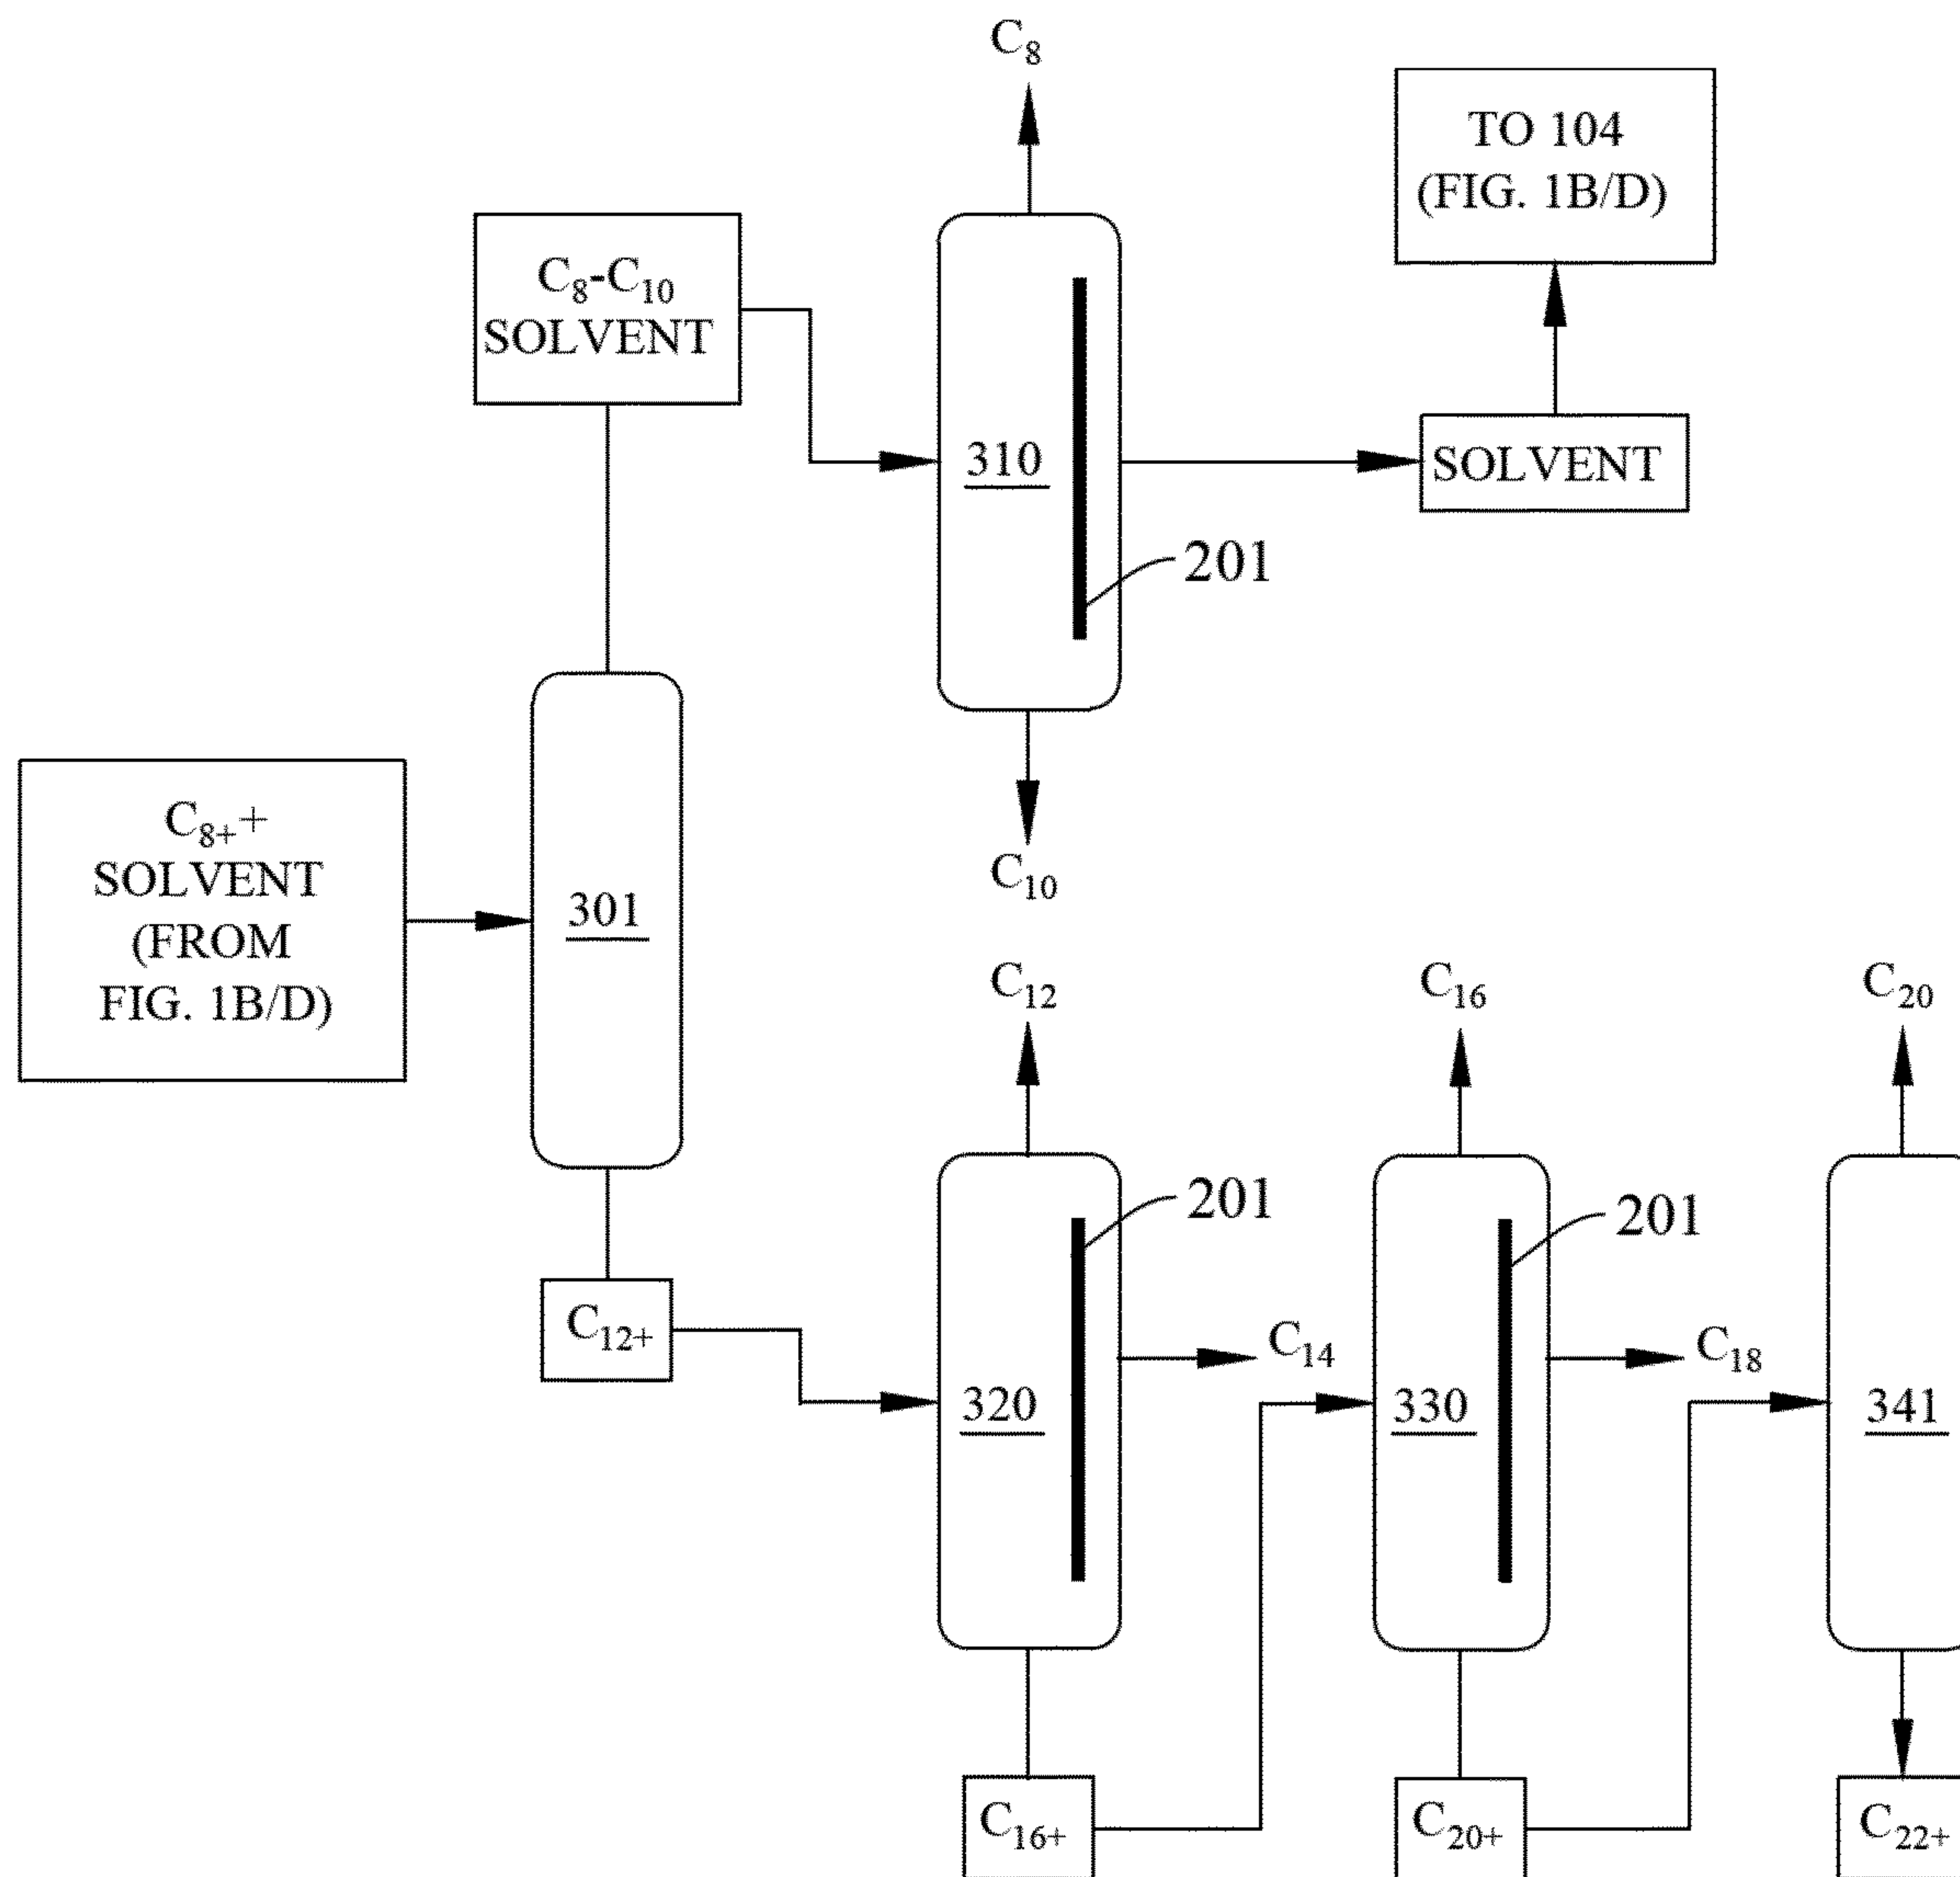 C₈
TO 104
(FIG. 1B/D)
C₈-C₁₀
SOLVENT
310
SOLVENT
201
C₁₀
C₈₊+
SOLVENT
(FROM
FIG. 1B/D)
301
C₁₂
C₁₆
C₂₀
201
201
C₁₂₊
C₁₄
C₁₈
320
330
341
C₁₆₊
C₂₀₊
C₂₂₊